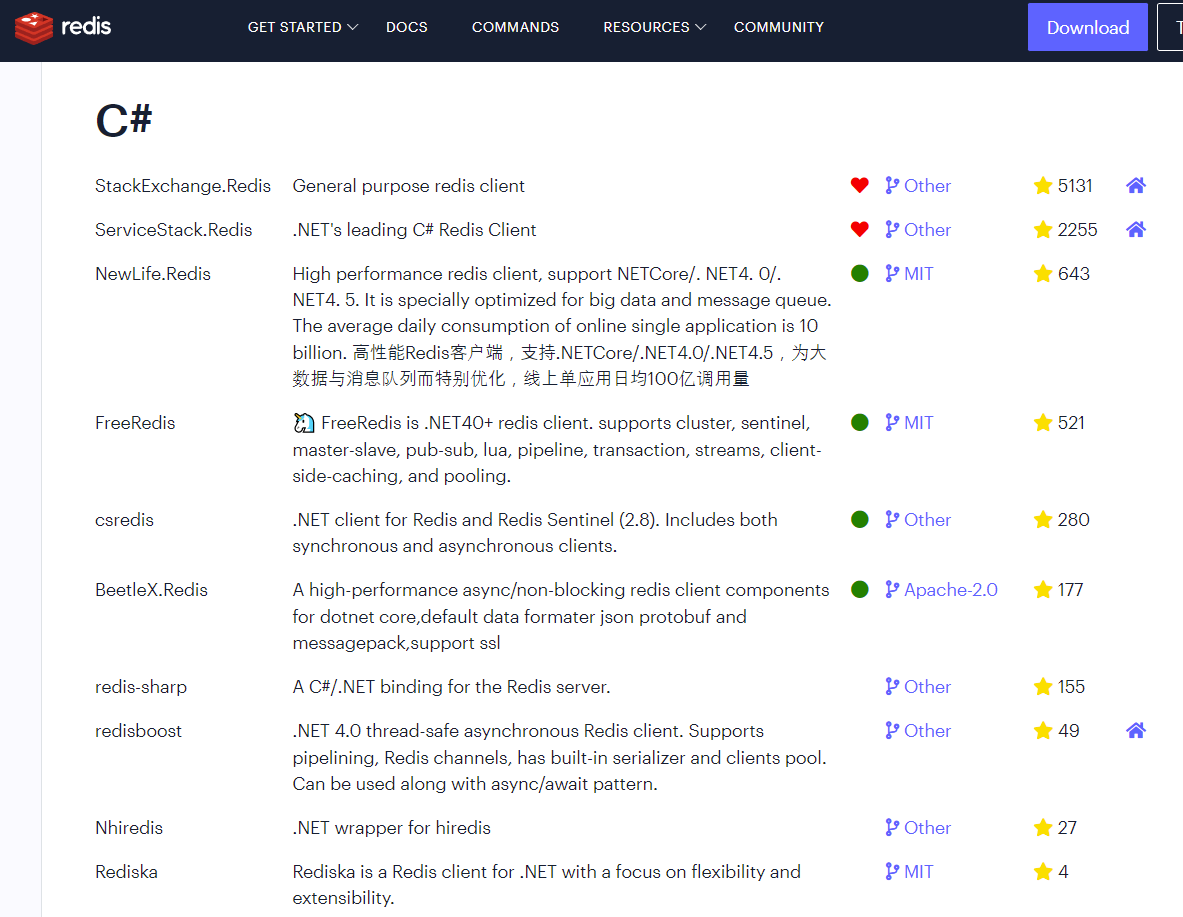 redis
GET STARTED
DOCS
COMMANDS
RESOURCES
COMMUNITY
Download
T
C#
StackExchange.Redis General purpose redis client Other 5131
ServiceStack.Redis .NET's leading C# Redis Client Other 2255
NewLife.Redis High performance redis client, support NETCore/. NET4. 0/. MIT 643
NET4. 5. It is specially optimized for big data and message queue.
The average daily consumption of online single application is 10
billion. 高性能Redis客户端，支持.NETCore/.NET4.0/.NET4.5，为大
数据与消息队列而特别优化，线上单应用日均100亿调用量
FreeRedis FreeRedis is .NET40+ redis client. supports cluster, sentinel, MIT 521
master-slave, pub-sub, lua, pipeline, transaction, streams, client-
side-caching, and pooling.
csredis .NET client for Redis and Redis Sentinel (2.8). Includes both Other 280
synchronous and asynchronous clients.
BeetleX.Redis A high-performance async/non-blocking redis client components Apache-2.0 177
for dotnet core,default data formater json protobuf and
messagepack,support ssl
redis-sharp A C#/.NET binding for the Redis server. Other 155
redisboost .NET 4.0 thread-safe asynchronous Redis client. Supports Other 49
pipelining, Redis channels, has built-in serializer and clients pool.
Can be used along with async/await pattern.
Nhiredis .NET wrapper for hiredis Other 27
Rediska Rediska is a Redis client for .NET with a focus on flexibility and MIT 4
extensibility.